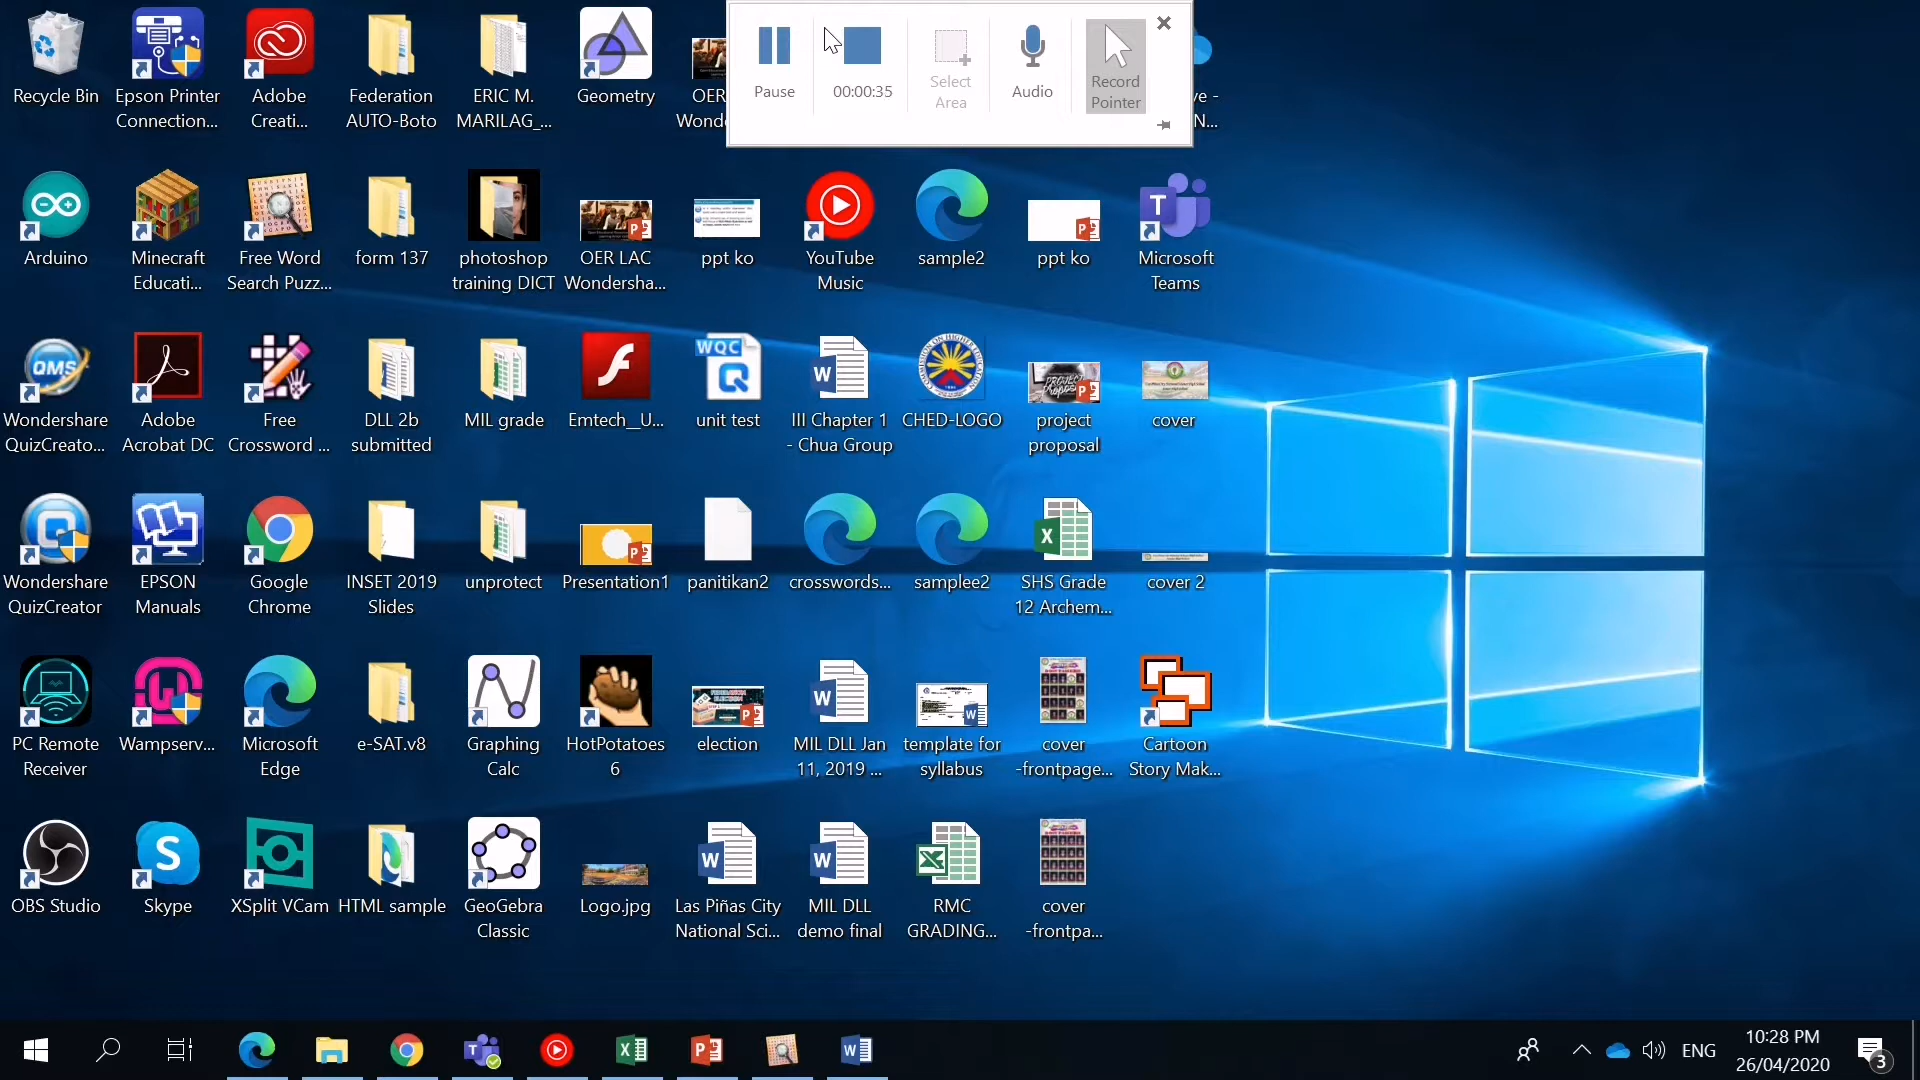 Pause
00:00:35
Select
Area
Audio
Record
Pointer
Recycle Bin
Epson Printer
Connection...
Adobe
Creati...
Federation
AUTO-Boto
ERIC M.
MARILAG_...
Geometry
OER
Wond
ve -
N...
Arduino
Minecraft
Educati...
Free Word
Search Puzz...
form 137
photoshop
training DICT
OER LAC
Wondersha...
ppt ko
YouTube
Music
sample2
ppt ko
Microsoft
Teams
Wondershare
QuizCreato...
Adobe
Acrobat DC
Free
Crossword ...
DLL 2b
submitted
MIL grade
Emtech__U...
WQC
unit test
III Chapter 1
- Chua Group
CHED-LOGO
project
proposal
cover
QMS
Wondershare
QuizCreator
EPSON
Manuals
Google
Chrome
INSET 2019
Slides
unprotect
Presentation1
panitikan2
crosswords...
samplee2
SHS Grade
12 Archem...
cover 2
PC Remote
Receiver
Wampserv...
Microsoft
Edge
e-SAT.v8
Graphing
Calc
HotPotatoes
6
election
MIL DLL Jan
11, 2019 ...
template for
syllabus
cover
-frontpage...
Cartoon
Story Mak...
OBS Studio
Skype
XSplit VCam
HTML sample
GeoGebra
Classic
Logo.jpg
Las Piñas City
National Sci...
MIL DLL
demo final
RMC
GRADING...
cover
-frontpa...
ENG
10:28 PM
26/04/2020
3